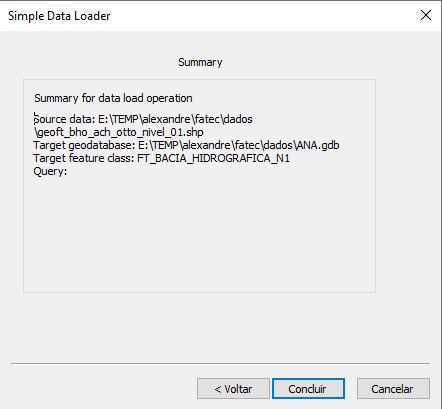 Simple Data Loader
Summary
Summary for data load operation
Source data: E:\TEMP\alexandre\fatec\dados
\geoft_bho_ach_otto_nivel_01.shp
Target geodatabase: E:\TEMP\alexandre\fatec\dados\ANA.gdb
Target feature class: FT_BACIA_HIDROGRAFICA_N1
Query:
< Voltar
Concluir
Cancelar